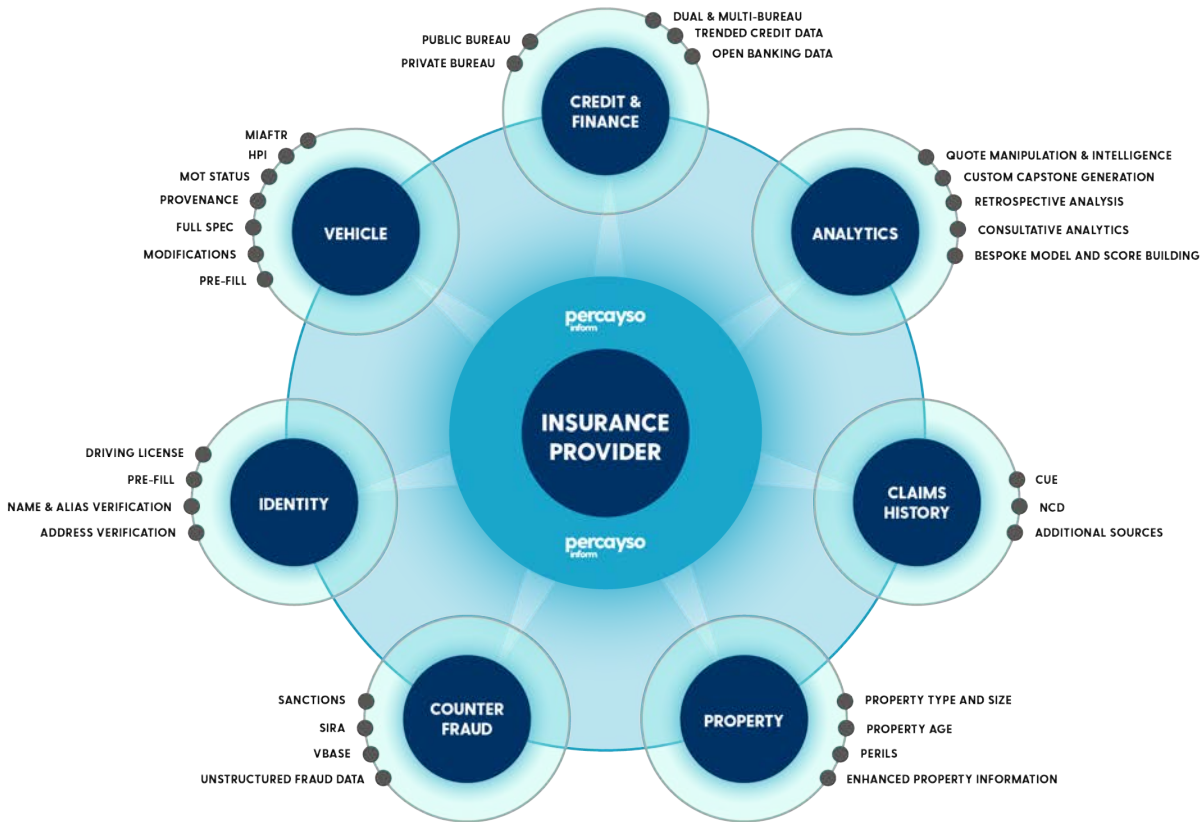 DUAL & MULTI-BUREAU
TRENDED CREDIT DATA
OPEN BANKING DATA
PUBLIC BUREAU
PRIVATE BUREAU
CREDIT &
FINANCE
MIAFTR
HPI
MOT STATUS
PROVENANCE
FULL SPEC
MODIFICATIONS
PRE-FILL
VEHICLE
QUOTE MANIPULATION & INTELLIGENCE
CUSTOM CAPSTONE GENERATION
RETROSPECTIVE ANALYSIS
CONSULTATIVE ANALYTICS
BESPOKE MODEL AND SCORE BUILDING
ANALYTICS
percayso
inform
INSURANCE
PROVIDER
percayso
inform
DRIVING LICENSE
PRE-FILL
NAME & ALIAS VERIFICATION
ADDRESS VERIFICATION
IDENTITY
CLAIMS
HISTORY
CUE
NCD
ADDITIONAL SOURCES
SANCTIONS
SIRA
VBASE
UNSTRUCTURED FRAUD DATA
COUNTER
FRAUD
PROPERTY
PROPERTY TYPE AND SIZE
PROPERTY AGE
PERILS
ENHANCED PROPERTY INFORMATION